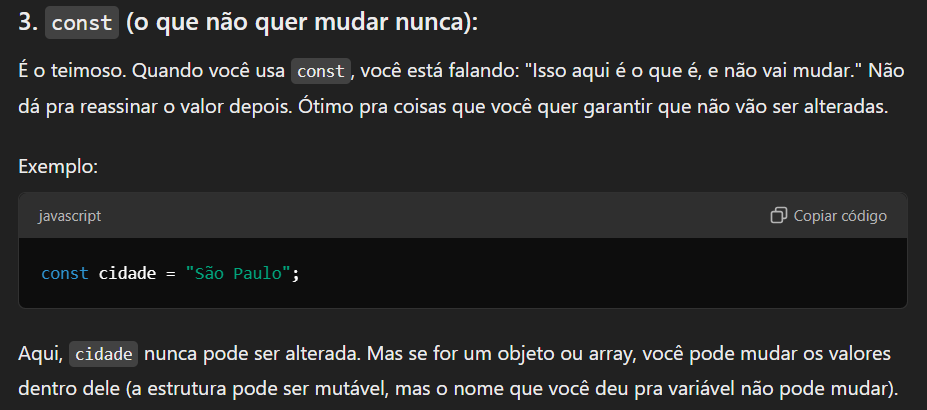 3. const (o que não quer mudar nunca):
É o teimoso. Quando você usa const, você está falando: "Isso aqui é o que é, e não vai mudar." Não
dá pra reassinar o valor depois. Ótimo pra coisas que você quer garantir que não vão ser alteradas.
Exemplo:
javascript
Copiar código
const cidade = "São Paulo";
Aqui, cidade nunca pode ser alterada. Mas se for um objeto ou array, você pode mudar os valores
dentro dele (a estrutura pode ser mutável, mas o nome que você deu pra variável não pode mudar).